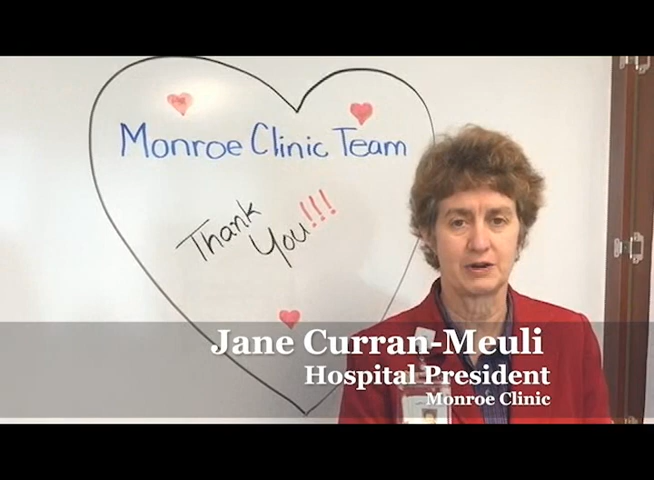 Monroe Clinic Team
Thank
You!!!
Jane Curran-Meuli
Hospital President
Monroe Clinic